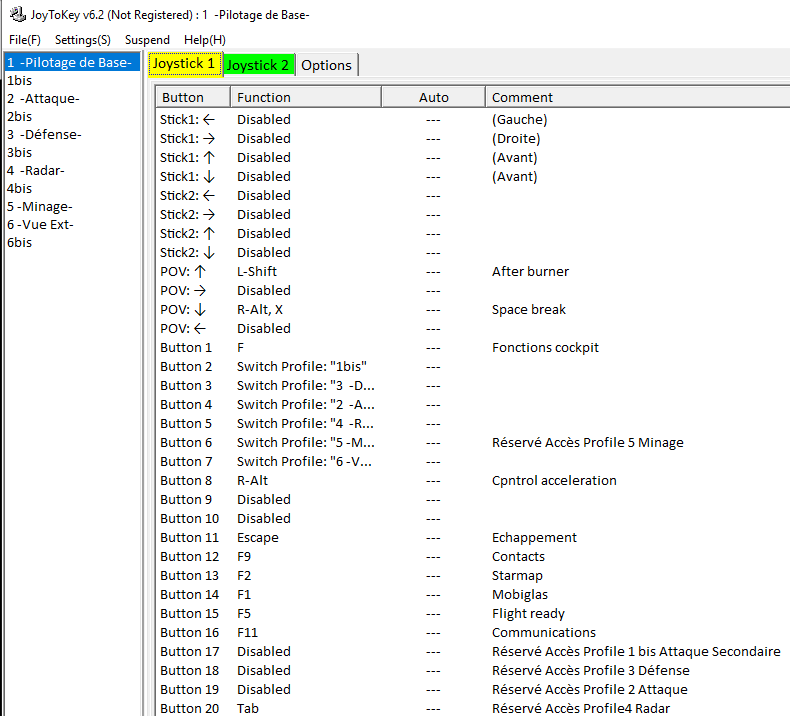 JoyToKey v6.2 (Not Registered) : 1  -Pilotage de Base-
File(F) Settings(S) Suspend Help(H)
1  -Pilotage de Base-
1bis
2  -Attaque-
2bis
3  -Défense-
3bis
4  -Radar-
4bis
5 -Minage-
6 -Vue Ext-
6bis
Joystick 1 Joystick 2 Options
Button Function Auto Comment
Stick1: ← Disabled --- (Gauche)
Stick1: → Disabled --- (Droite)
Stick1: ↑ Disabled --- (Avant)
Stick1: ↓ Disabled --- (Avant)
Stick2: ← Disabled ---
Stick2: → Disabled ---
Stick2: ↑ Disabled ---
Stick2: ↓ Disabled ---
POV: ↑ L-Shift --- After burner
POV: → Disabled ---
POV: ↓ R-Alt, X --- Space break
POV: ← Disabled ---
Button 1 F --- Fonctions cockpit
Button 2 Switch Profile: "1bis" ---
Button 3 Switch Profile: "3  -D... ---
Button 4 Switch Profile: "2  -A... ---
Button 5 Switch Profile: "4  -R... ---
Button 6 Switch Profile: "5 -M... --- Réservé Accès Profile 5 Minage
Button 7 Switch Profile: "6 -V... ---
Button 8 R-Alt --- Cpntrol acceleration
Button 9 Disabled ---
Button 10 Disabled ---
Button 11 Escape --- Echappement
Button 12 F9 --- Contacts
Button 13 F2 --- Starmap
Button 14 F1 --- Mobiglas
Button 15 F5 --- Flight ready
Button 16 F11 --- Communications
Button 17 Disabled --- Réservé Accès Profile 1 bis Attaque Secondaire
Button 18 Disabled --- Réservé Accès Profile 3 Défense
Button 19 Disabled --- Réservé Accès Profile 2 Attaque
Button 20 Tab --- Réservé Accès Profile4 Radar